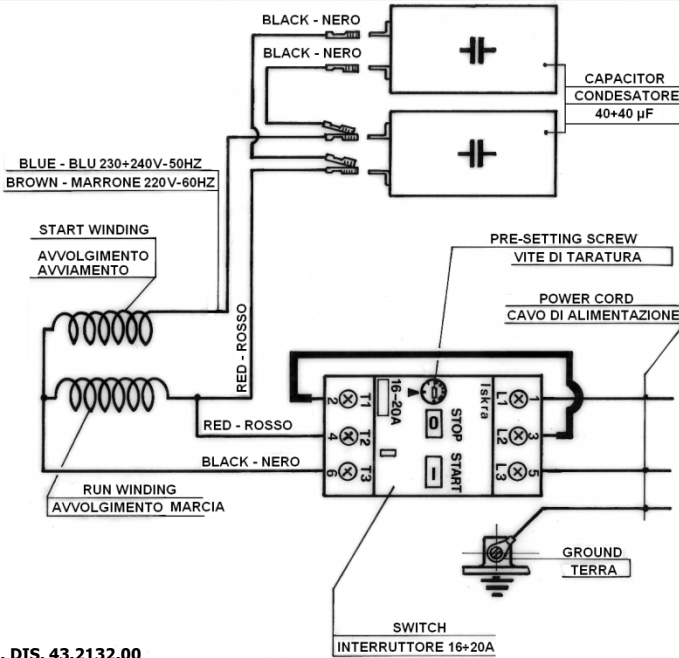 BLACK - NERO
BLACK - NERO
CAPACITOR
CONDESATORE
40+40 µF
BLUE - BLU 230÷240V-50HZ
BROWN - MARRONE 220V-60HZ
START WINDING
AVVOLGIMENTO
AVVIAMENTO
PRE-SETTING SCREW
VITE DI TARATURA
POWER CORD
CAVO DI ALIMENTAZIONE
RED - ROSSO
2 T1
16-20A
Iskra
L1 1
RED - ROSSO
4 T2
0 STOP
L2 3
BLACK - NERO
6 T3
I START
L3 5
RUN WINDING
AVVOLGIMENTO MARCIA
GROUND
TERRA
SWITCH
INTERRUTTORE 16÷20A
. DIS. 43.2132.00